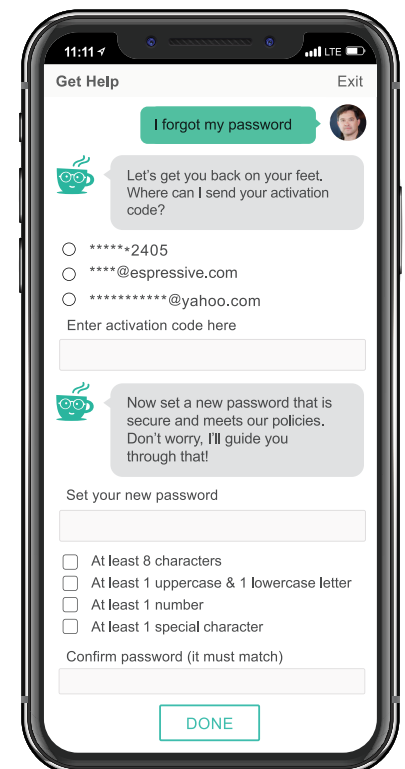 11:11
LTE
Get Help Exit
I forgot my password
Let's get you back on your feet.
Where can I send your activation
code?
******2405
****@espressive.com
***********@yahoo.com
Enter activation code here
Now set a new password that is
secure and meets our policies.
Don't worry, I'll guide you
through that!
Set your new password
At least 8 characters
At least 1 uppercase & 1 lowercase letter
At least 1 number
At least 1 special character
Confirm password (it must match)
DONE